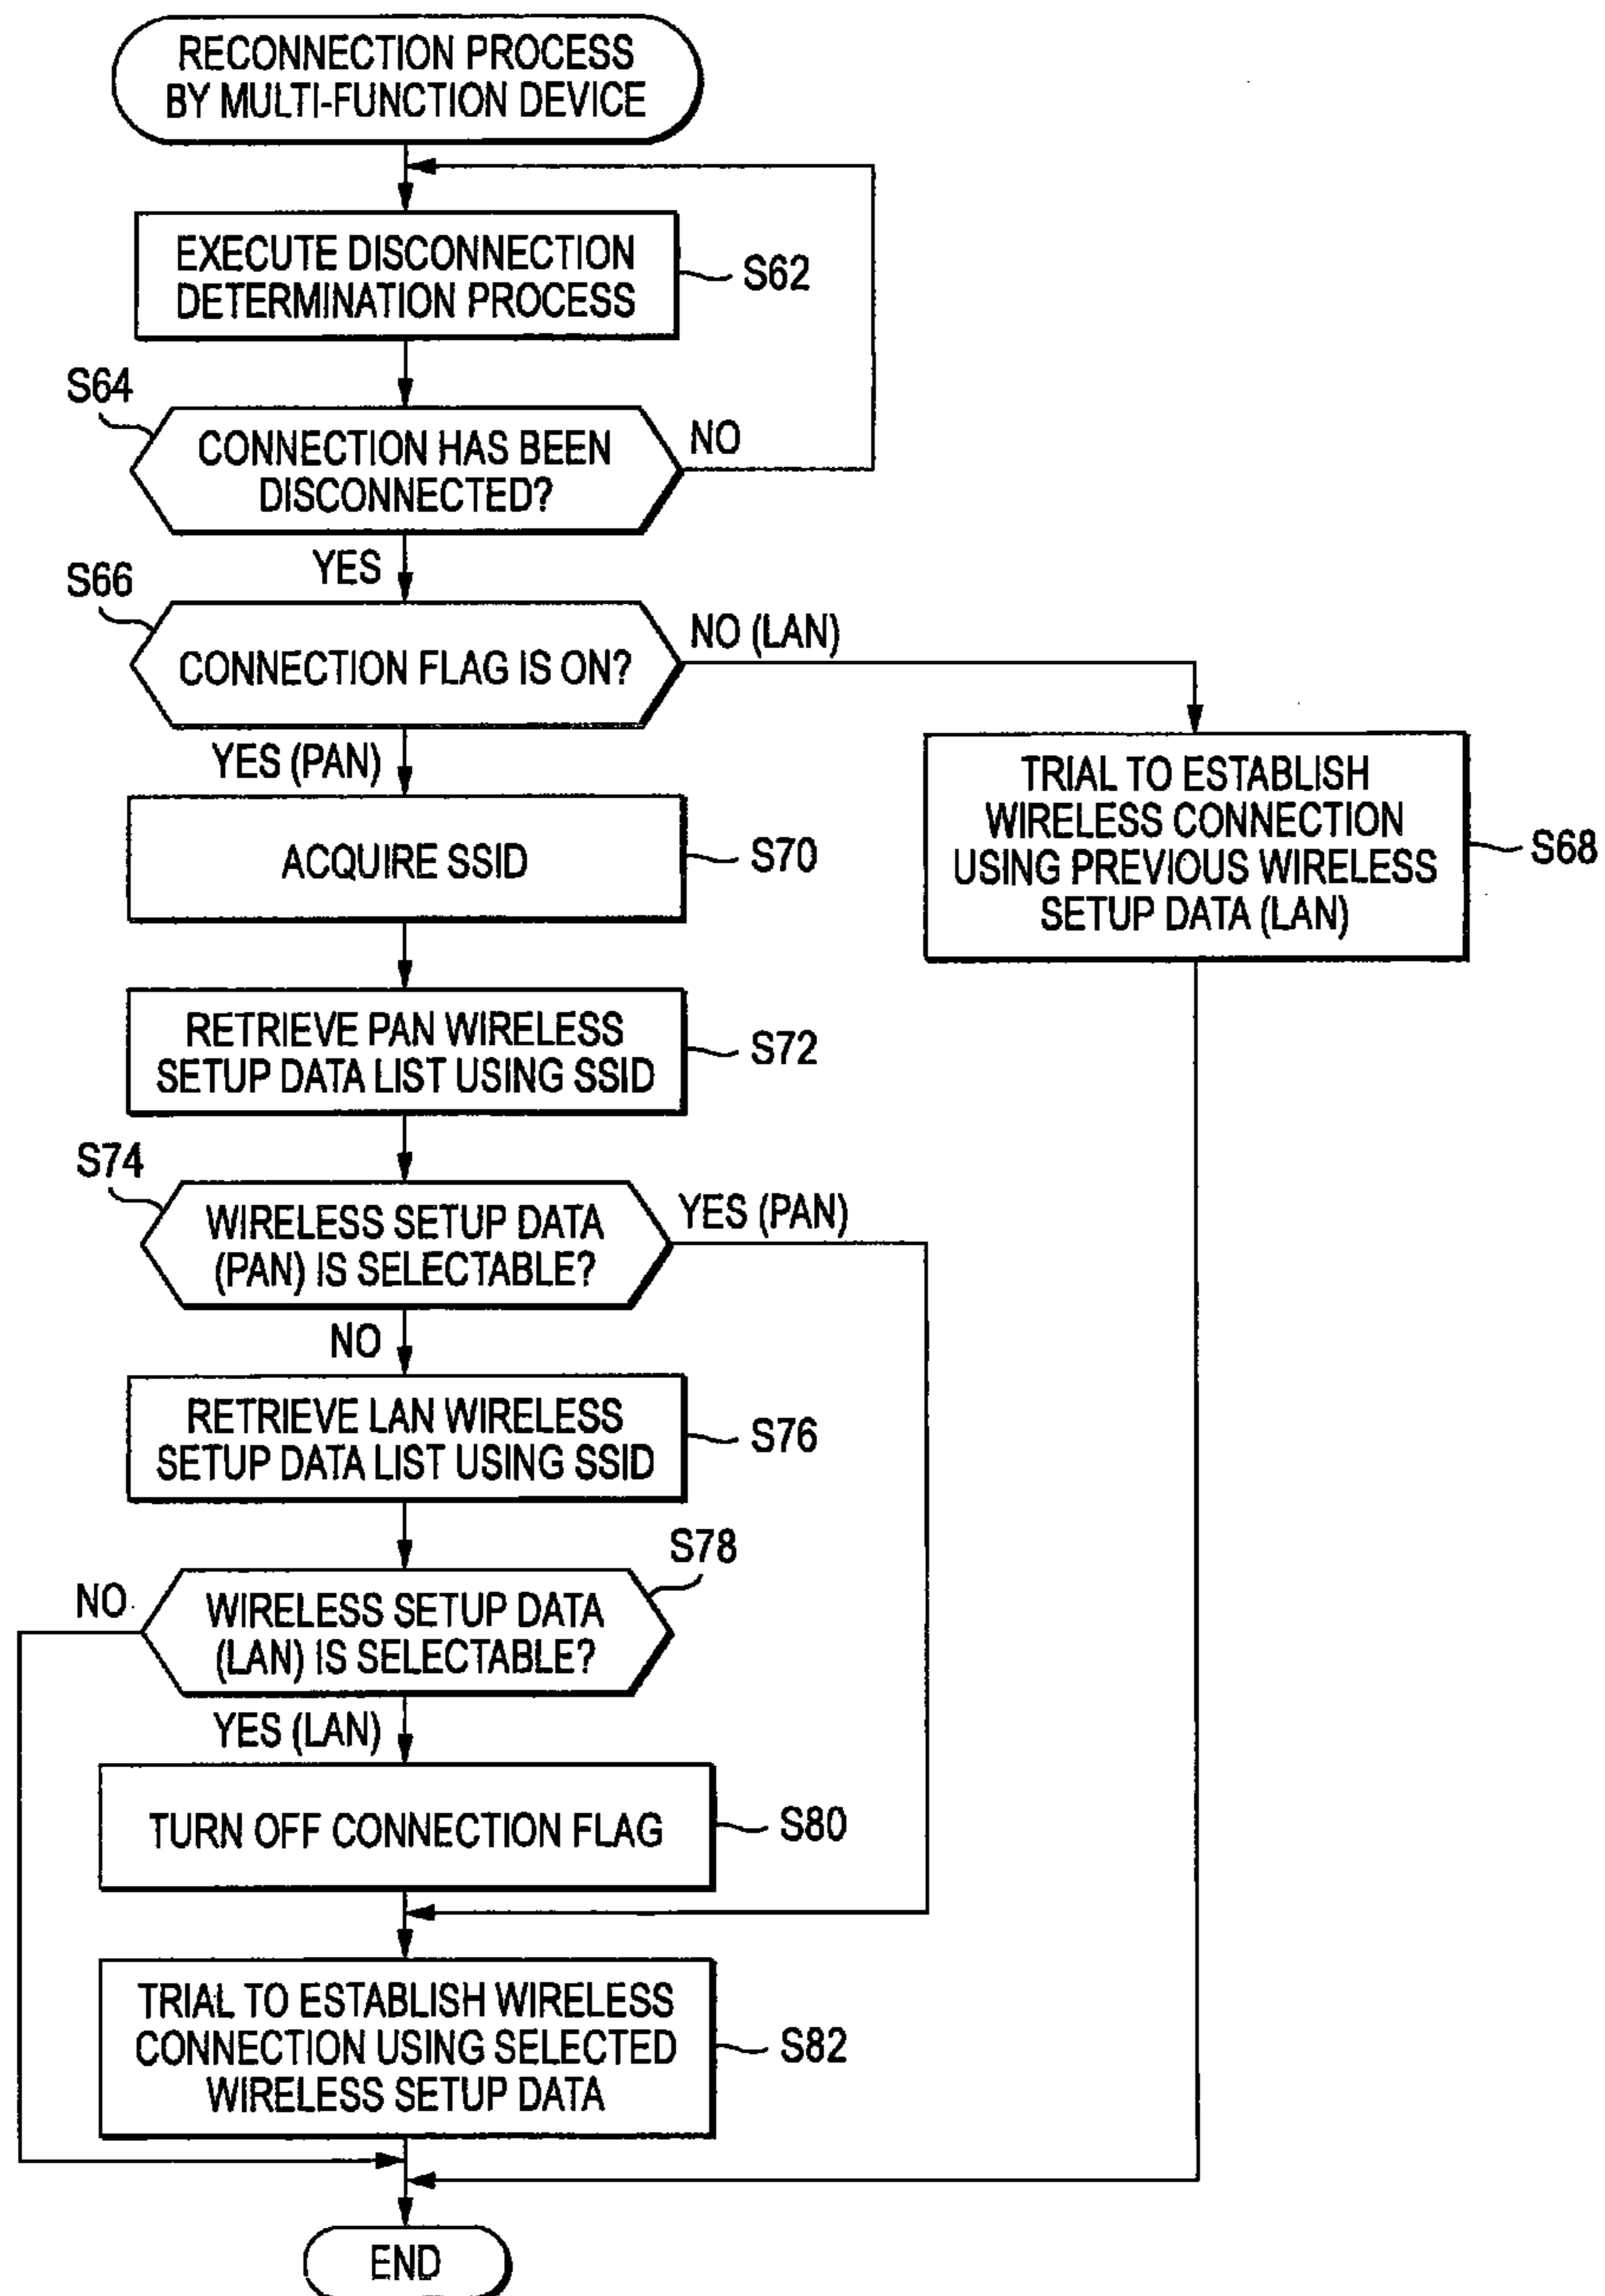 RECONNECTION PROCESS
BY MULTI-FUNCTION DEVICE
EXECUTE DISCONNECTION
DETERMINATION PROCESS
S62
S64
CONNECTION HAS BEEN
DISCONNECTED?
NO
YES
S66
CONNECTION FLAG IS ON?
NO (LAN)
YES (PAN)
TRIAL TO ESTABLISH
WIRELESS CONNECTION
USING PREVIOUS WIRELESS
SETUP DATA (LAN)
S68
ACQUIRE SSID
S70
RETRIEVE PAN WIRELESS
SETUP DATA LIST USING SSID
S72
S74
WIRELESS SETUP DATA
(PAN) IS SELECTABLE?
YES (PAN)
NO
RETRIEVE LAN WIRELESS
SETUP DATA LIST USING SSID
S76
S78
NO
WIRELESS SETUP DATA
(LAN) IS SELECTABLE?
YES (LAN)
TURN OFF CONNECTION FLAG
S80
TRIAL TO ESTABLISH WIRELESS
CONNECTION USING SELECTED
WIRELESS SETUP DATA
S82
END